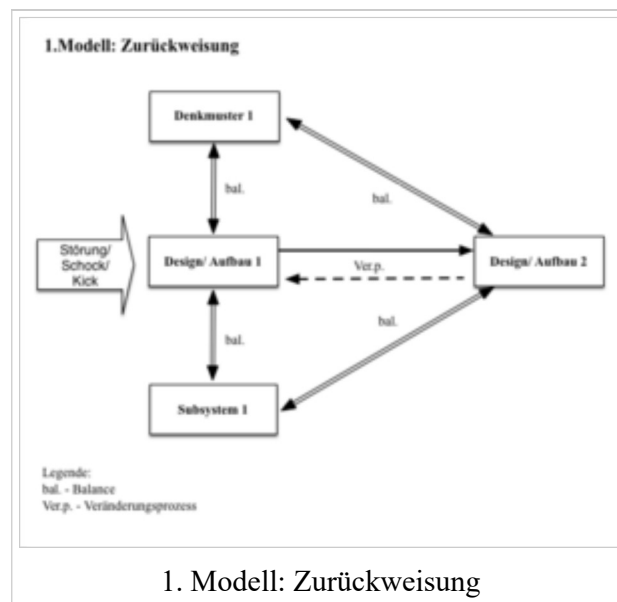 1.Modell: Zurückweisung
Denkmuster 1
bal.
bal.
Störung/
Schock/
Kick
Design/ Aufbau 1
Ver.p.
Design/ Aufbau 2
bal.
bal.
Subsystem 1
Legende:
bal. - Balance
Ver.p. - Veränderungsprozess
1. Modell: Zurückweisung